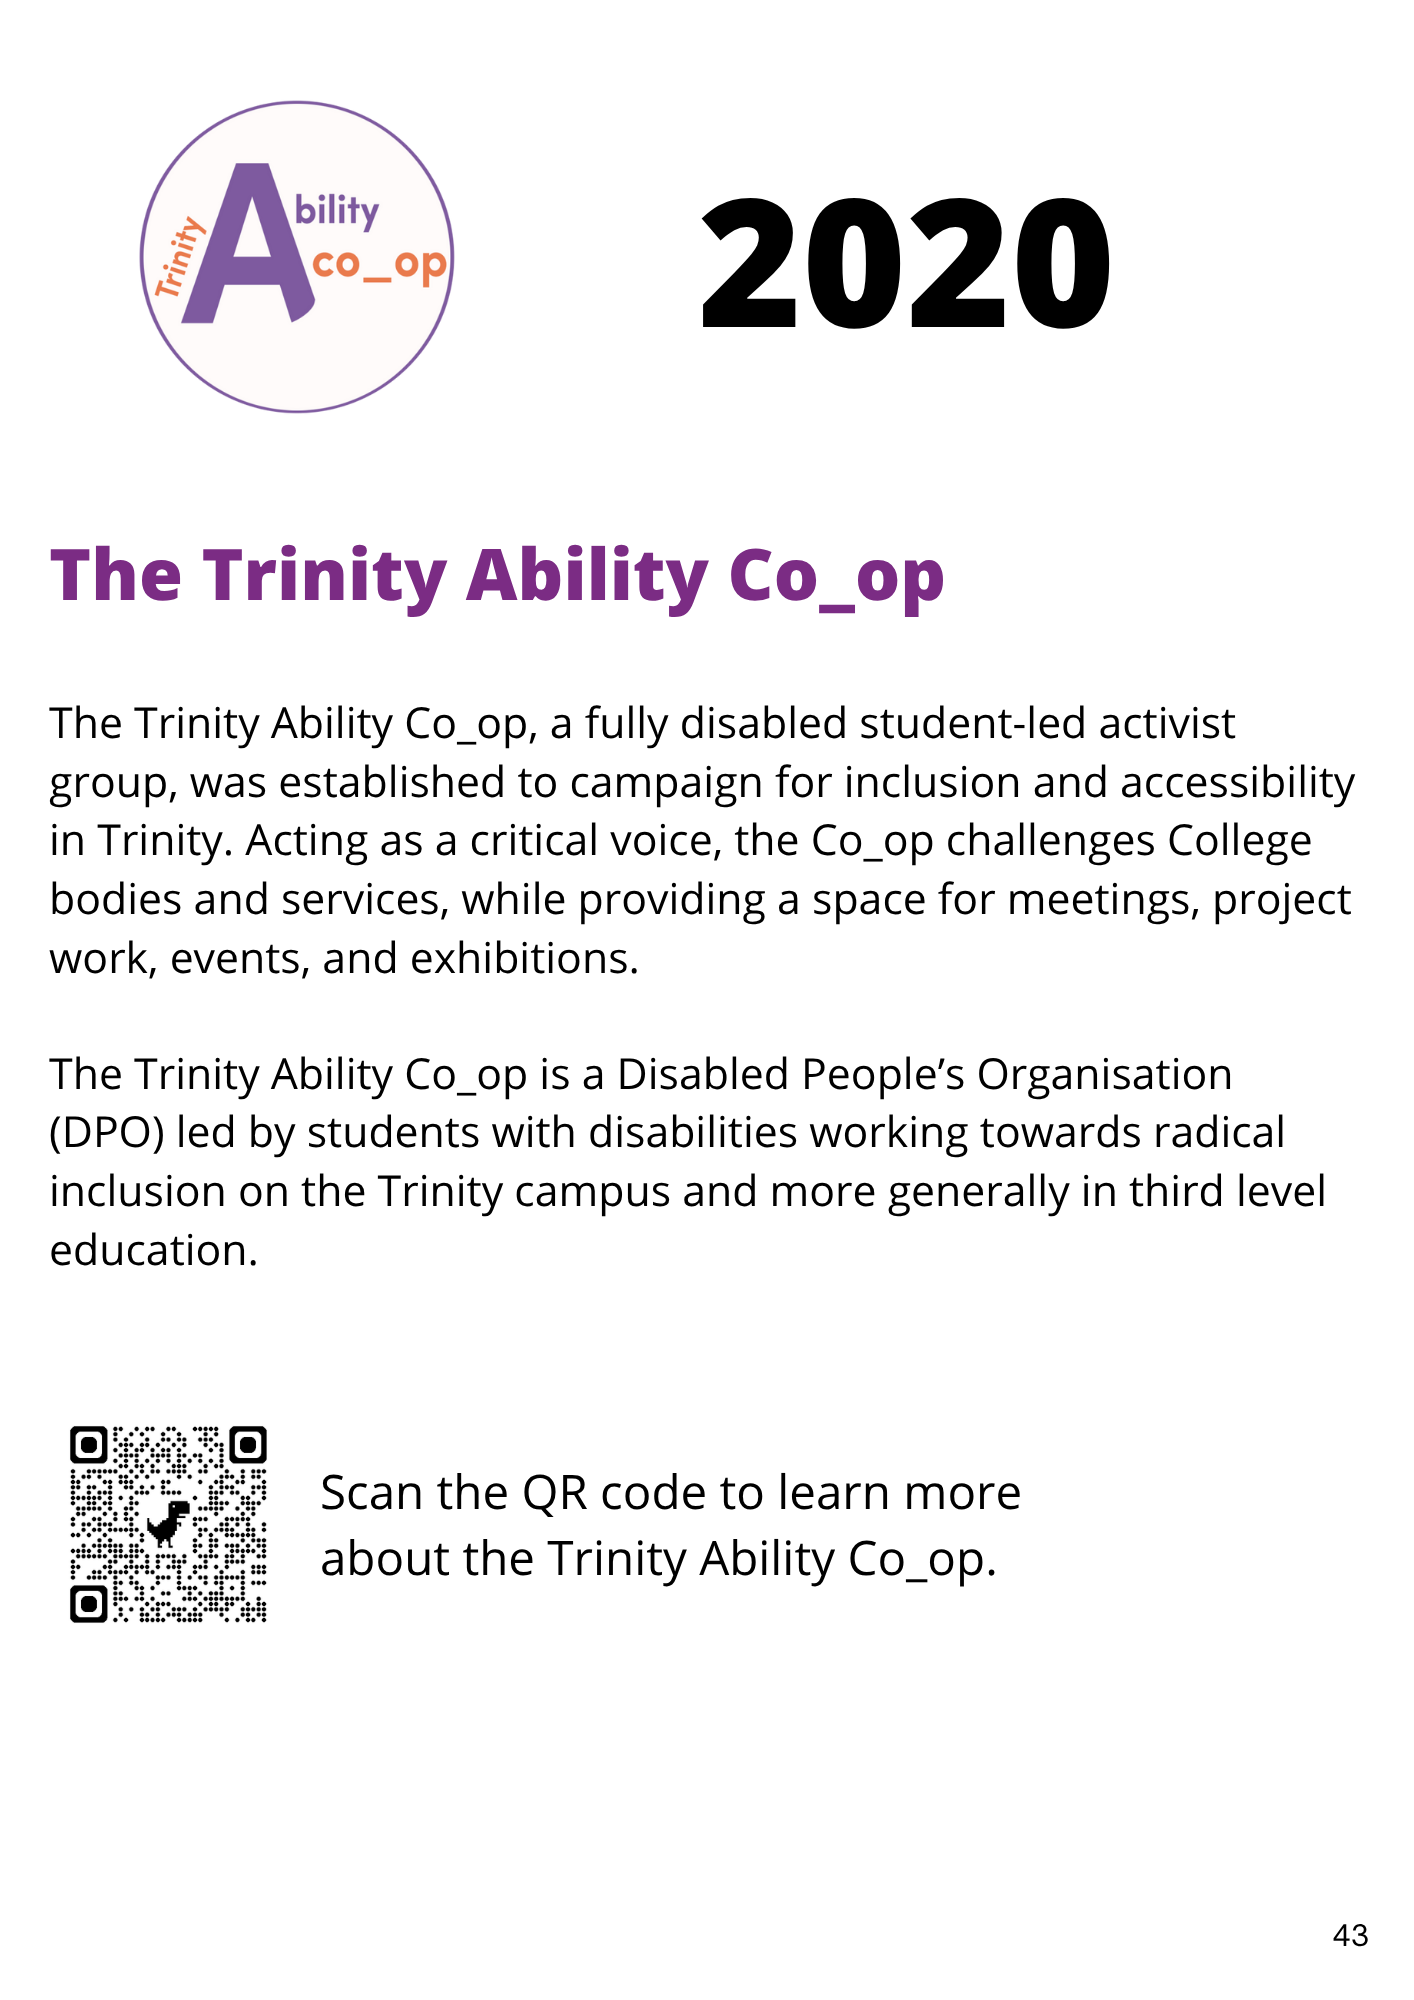 Trinity
Ability
co_op
2020
The Trinity Ability Co_op
The Trinity Ability Co_op, a fully disabled student-led activist
group, was established to campaign for inclusion and accessibility
in Trinity. Acting as a critical voice, the Co_op challenges College
bodies and services, while providing a space for meetings, project
work, events, and exhibitions.
The Trinity Ability Co_op is a Disabled People’s Organisation
(DPO) led by students with disabilities working towards radical
inclusion on the Trinity campus and more generally in third level
education.
Scan the QR code to learn more
about the Trinity Ability Co_op.
43